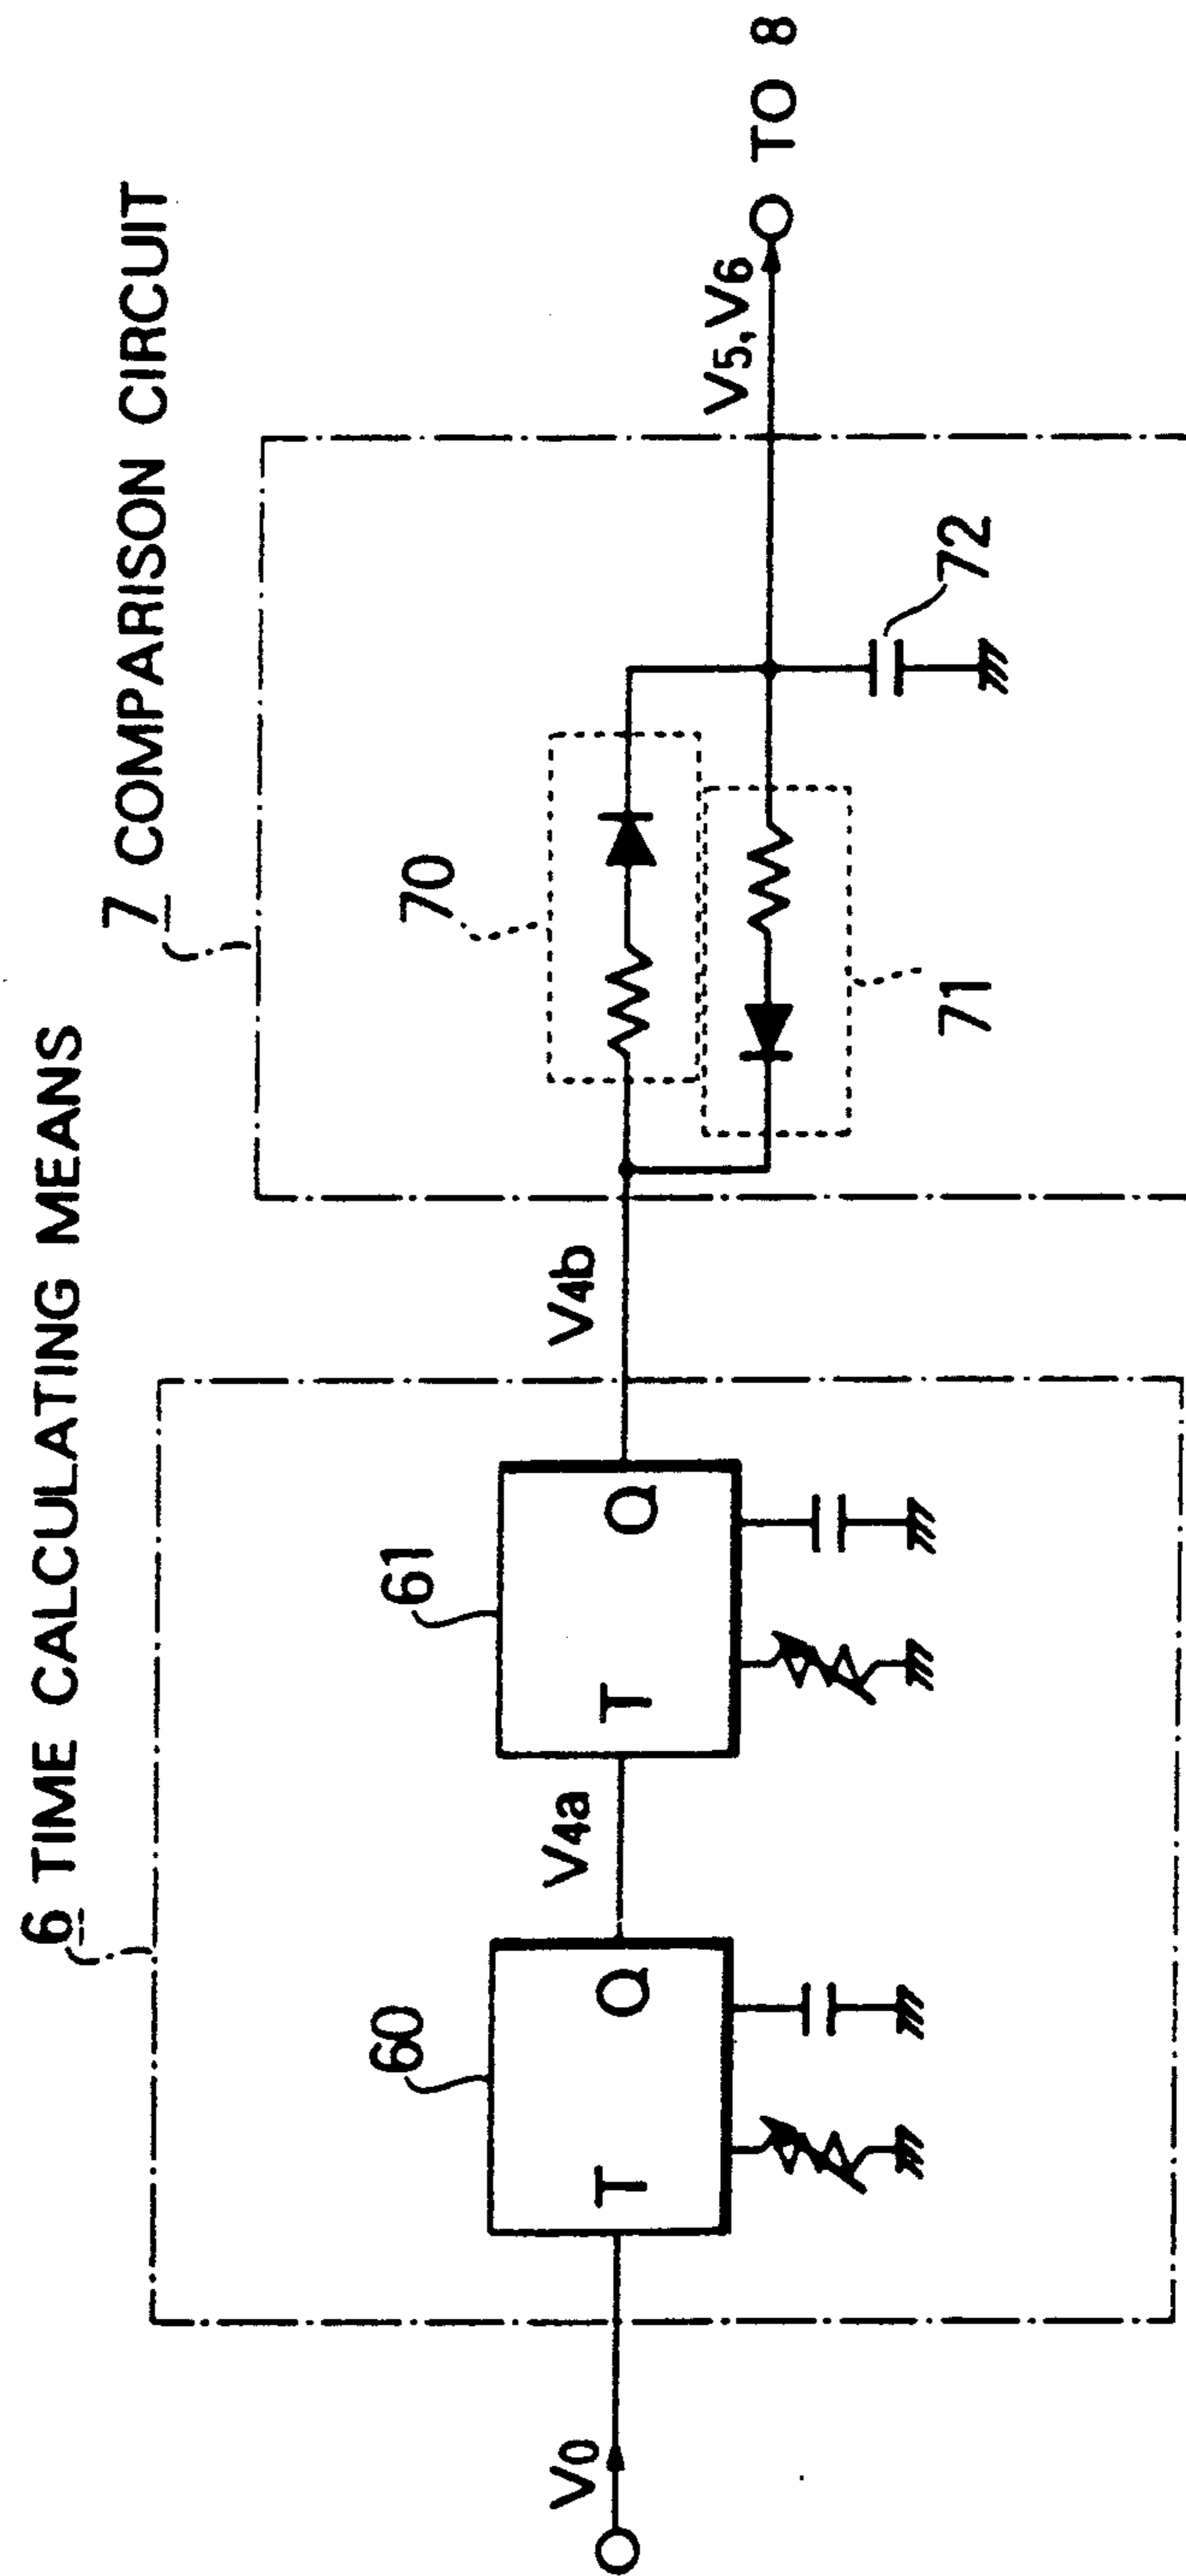 6 TIME CALCULATING MEANS
7 COMPARISON CIRCUIT
V0
60
T
Q
V4a
61
T
Q
V4b
70
71
72
V5, V6
TO 8